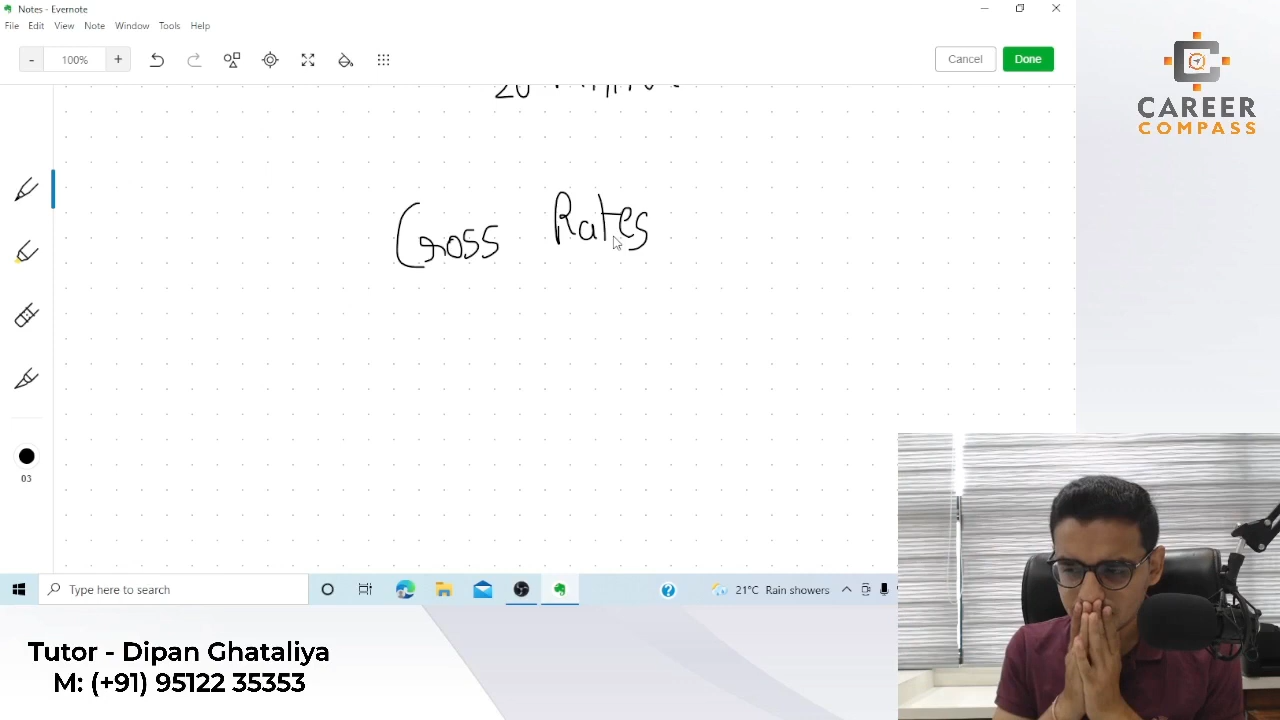 Notes - Evernote
File Edit View Note Window Tools Help
- 100% +
Cancel Done
CAREER
COMPASS
20
Cross Rates
03
Type here to search
21°C Rain showers
Tutor - Dipan Ghataliya
M: (+91) 95122 35353